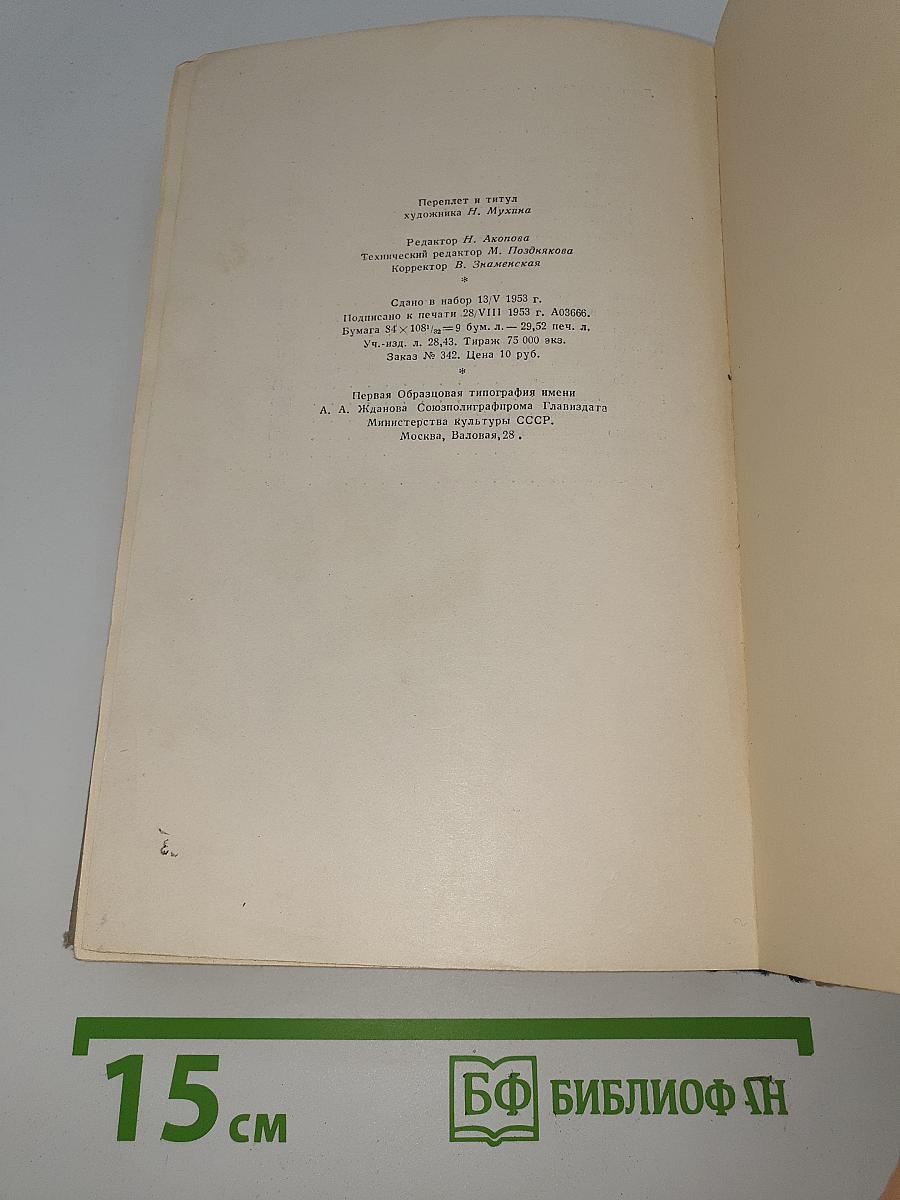 Переплет и титул
художника Н. Мухина
Редактор Н. Акопова
Технический редактор М. Позднякова
Корректор В. Знаменская
*
Сдано в набор 13/V 1953 г.
Подписано к печати 28/VIII 1953 г. А03666.
Бумага 84×108¹/₃₂=9 бум. л. — 29,52 печ. л.
Уч.-изд. л. 28,43. Тираж 75 000 экз.
Заказ № 342. Цена 10 руб.
*
Первая Образцовая типография имени
А. А. Жданова Союзполиграфпрома Главиздата
Министерства культуры СССР.
Москва, Валовая, 28.
15 см
БФ БИБЛИОФАН